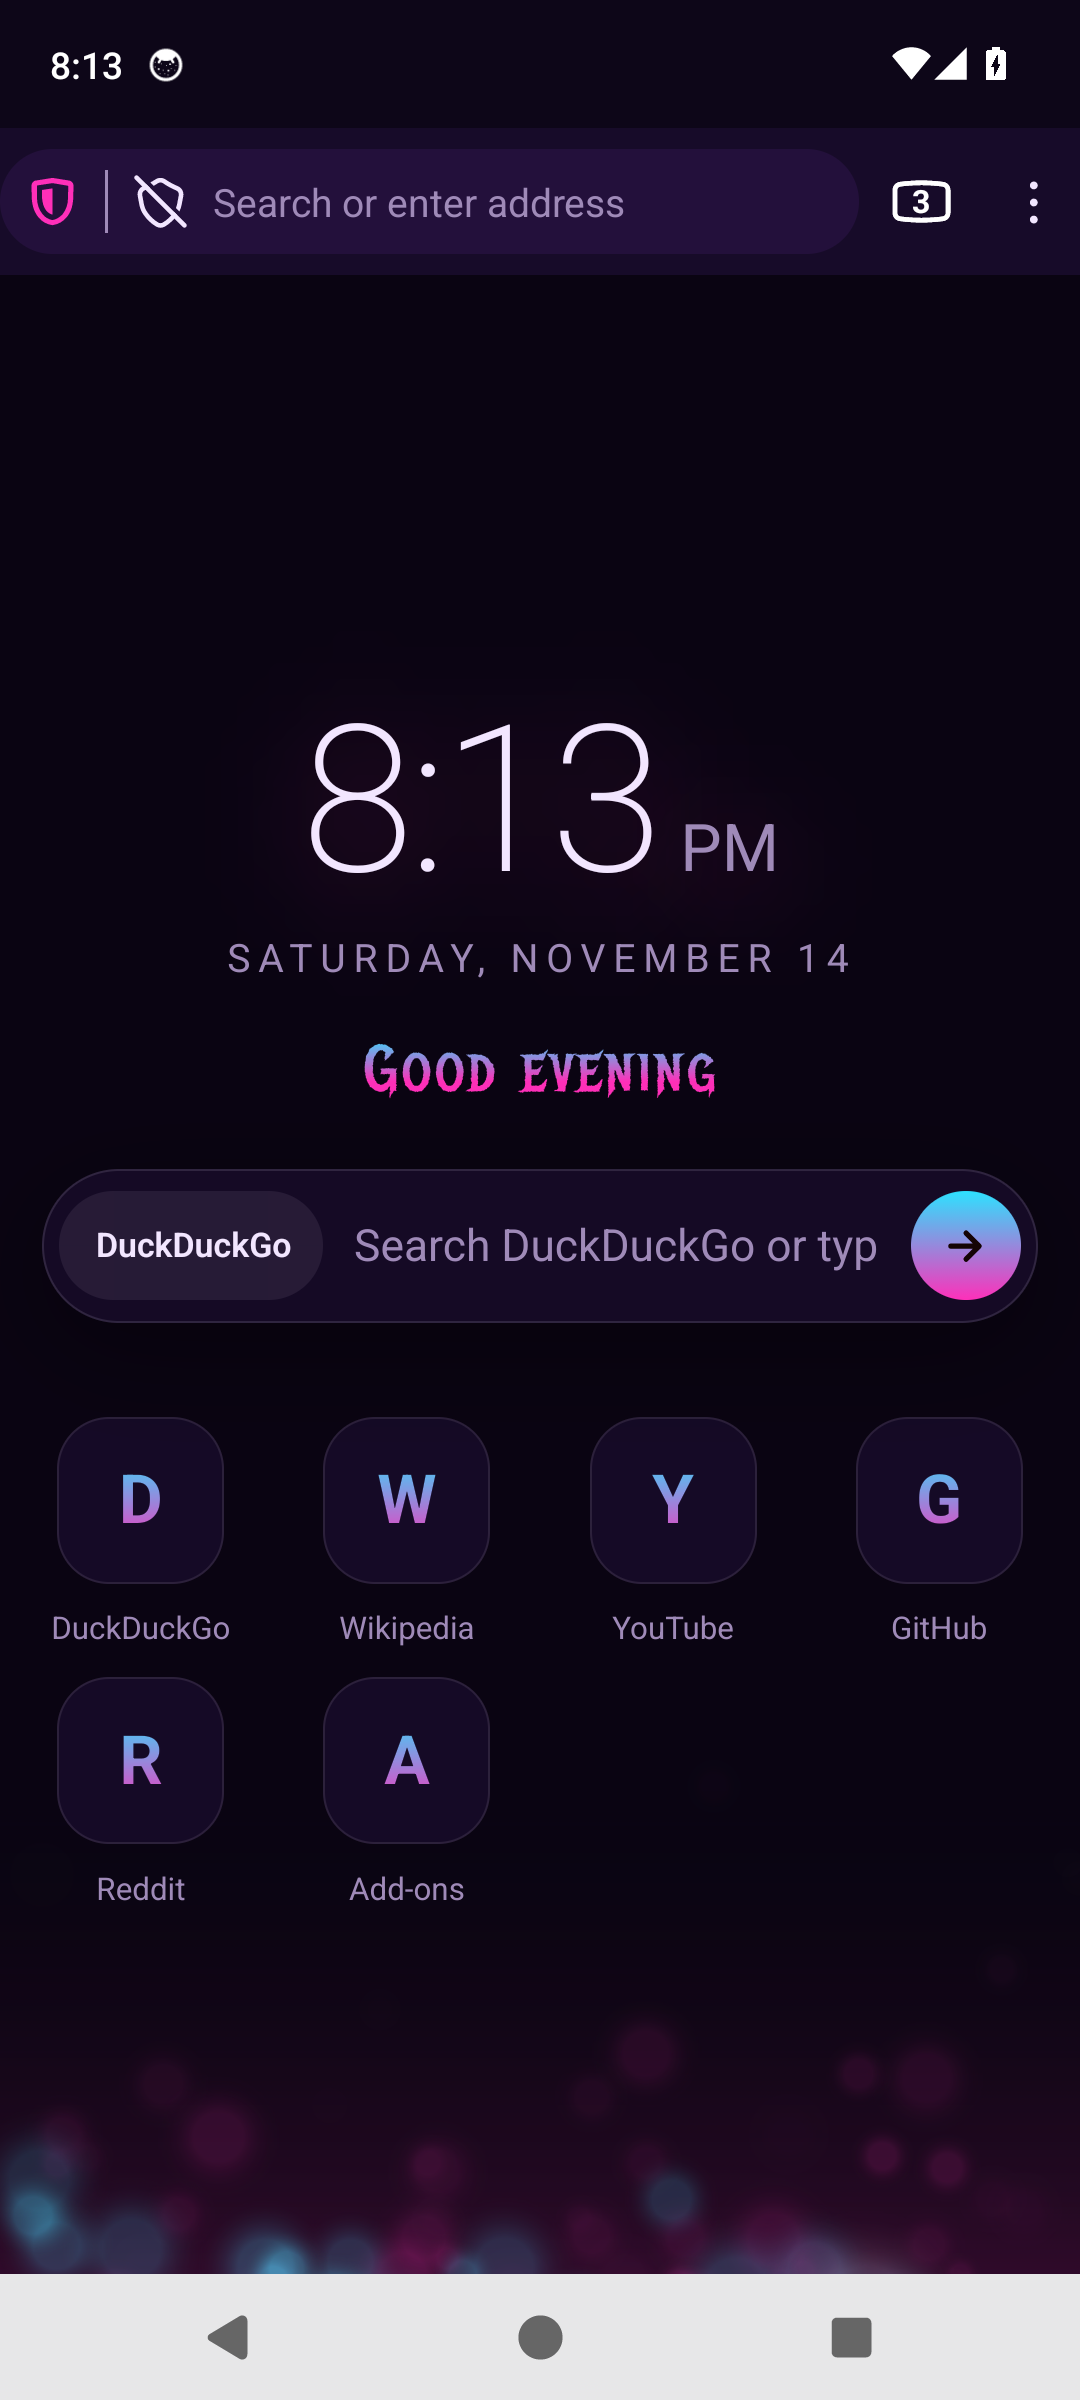 8:13
Search or enter address
3
8:13 PM
SATURDAY, NOVEMBER 14
Good evening
DuckDuckGo
Search DuckDuckGo or typ
D
W
Y
G
DuckDuckGo
Wikipedia
YouTube
GitHub
R
A
Reddit
Add-ons